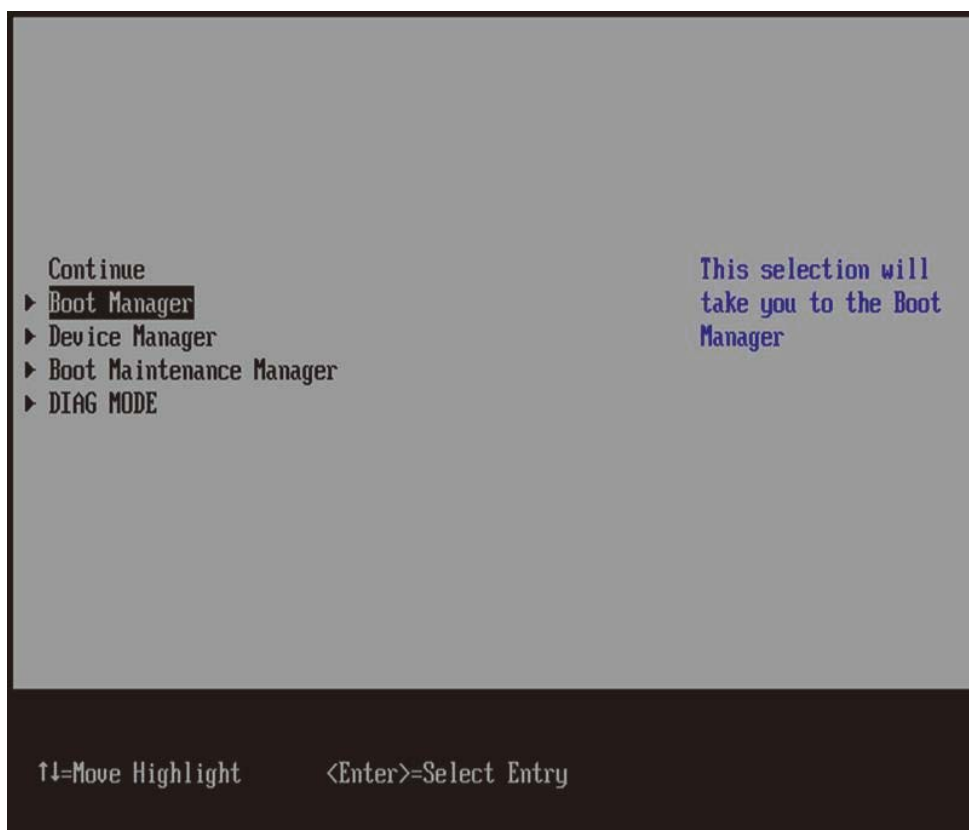 Continue
▶ Boot Manager
▶ Device Manager
▶ Boot Maintenance Manager
▶ DIAG MODE
This selection will
take you to the Boot
Manager
↑↓=Move Highlight <Enter>=Select Entry